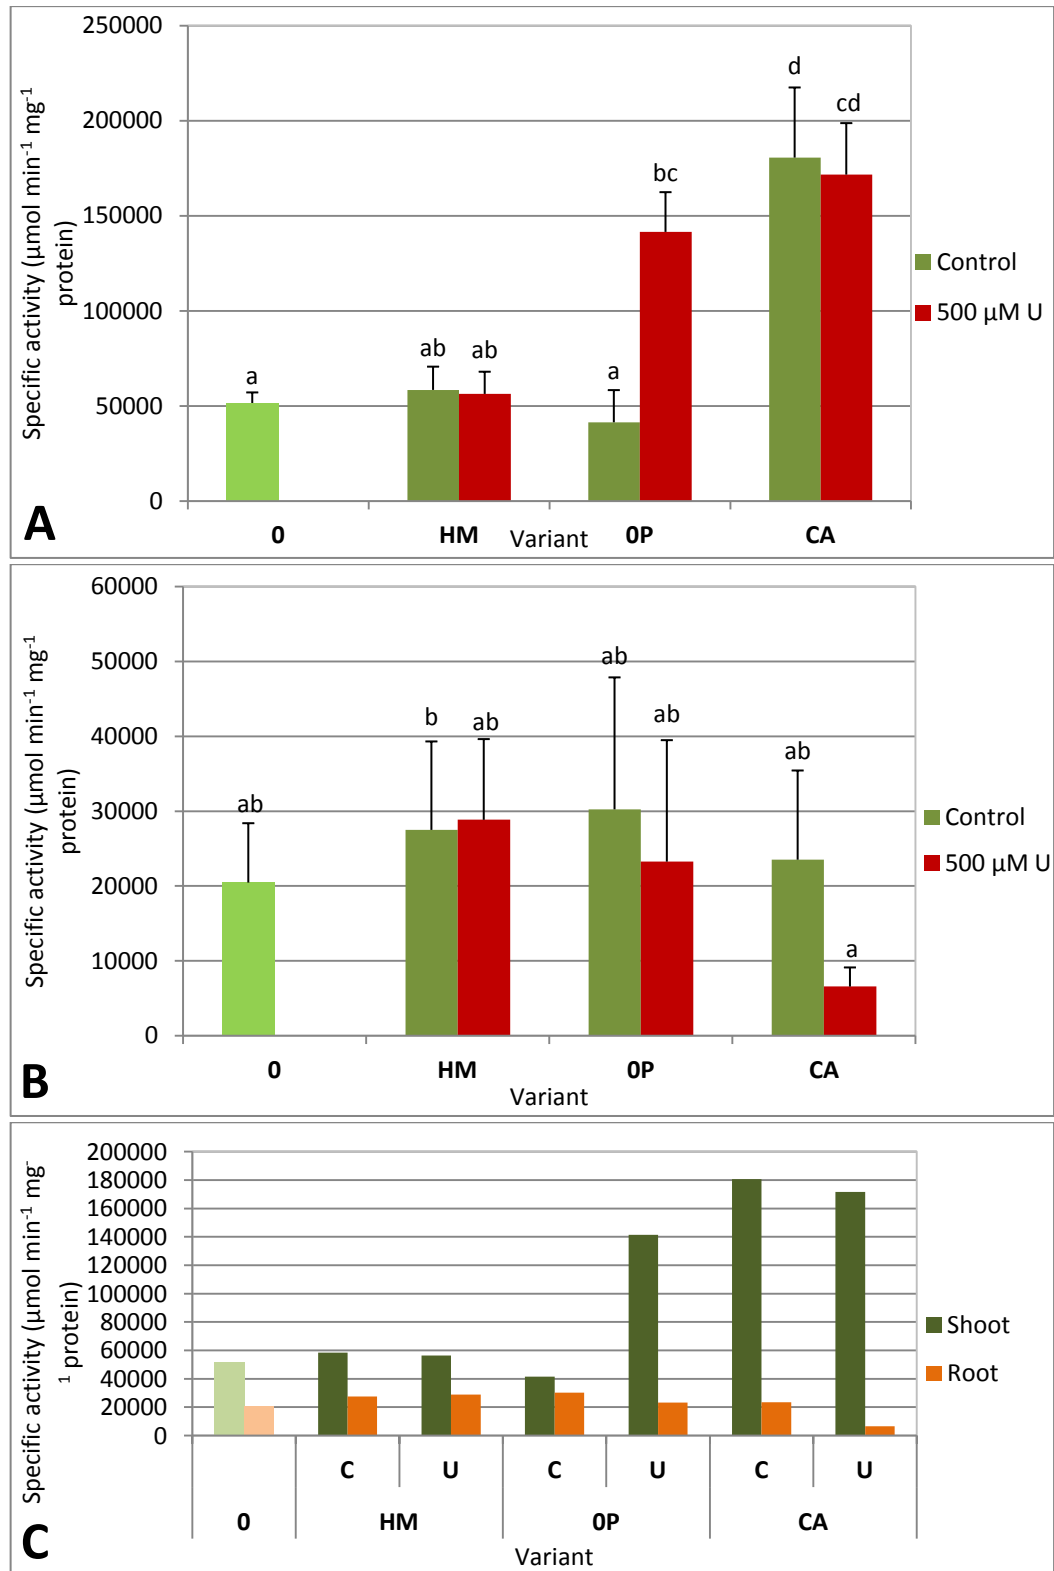 250000
200000
150000
100000
50000
0
Specific activity (µmol min⁻¹ mg⁻¹
protein)
a
ab
ab
a
bc
d
cd
Control
500 µM U
0
HM
0P
CA
Variant
A
60000
50000
40000
30000
20000
10000
0
Specific activity (µmol min⁻¹ mg⁻¹
protein)
ab
b
ab
ab
ab
ab
a
Control
500 µM U
0
HM
0P
CA
Variant
B
200000
180000
160000
140000
120000
100000
80000
60000
40000
20000
0
Specific activity (µmol min⁻¹ mg⁻
¹ protein)
Shoot
Root
C
U
C
U
C
U
0
HM
0P
CA
Variant
C